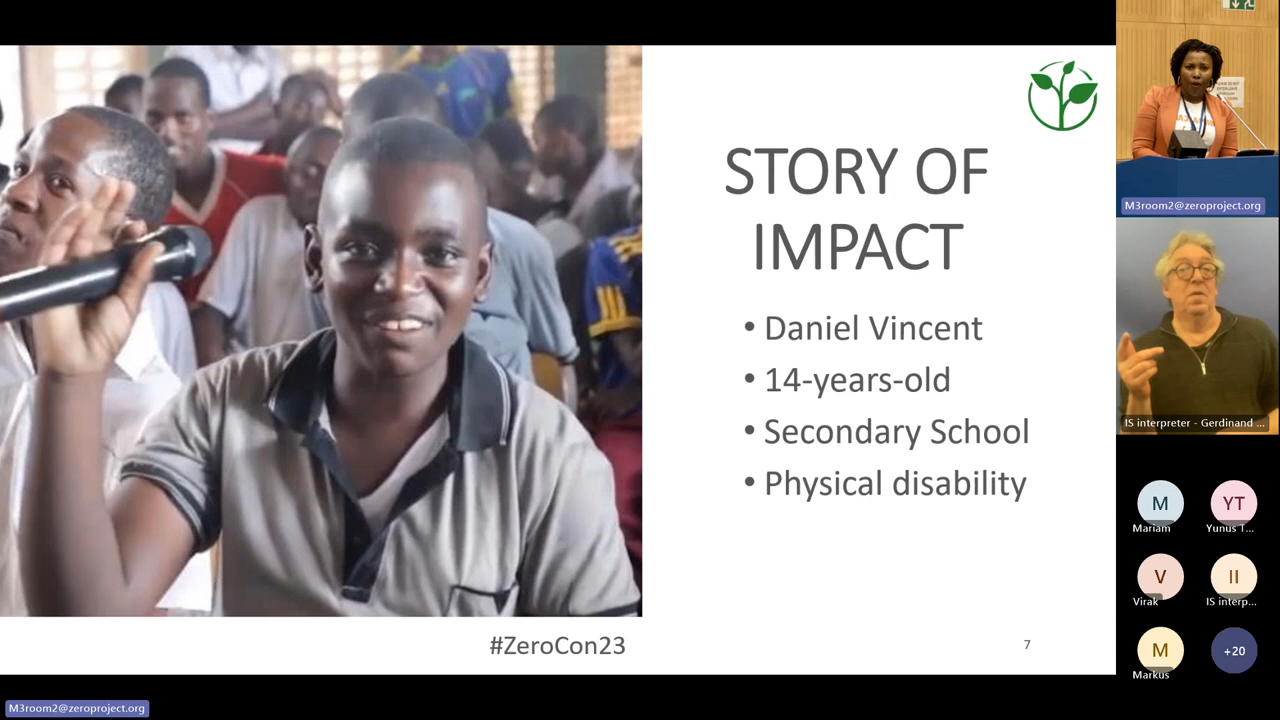 STORY OF
IMPACT
• Daniel Vincent
• 14-years-old
• Secondary School
• Physical disability
#ZeroCon23
7
M3room2@zeroproject.org
M3room2@zeroproject.org
IS interpreter - Gerdinand ...
M
YT
Mariam
Yunus T...
V
II
Virak
IS interp...
M
+20
Markus